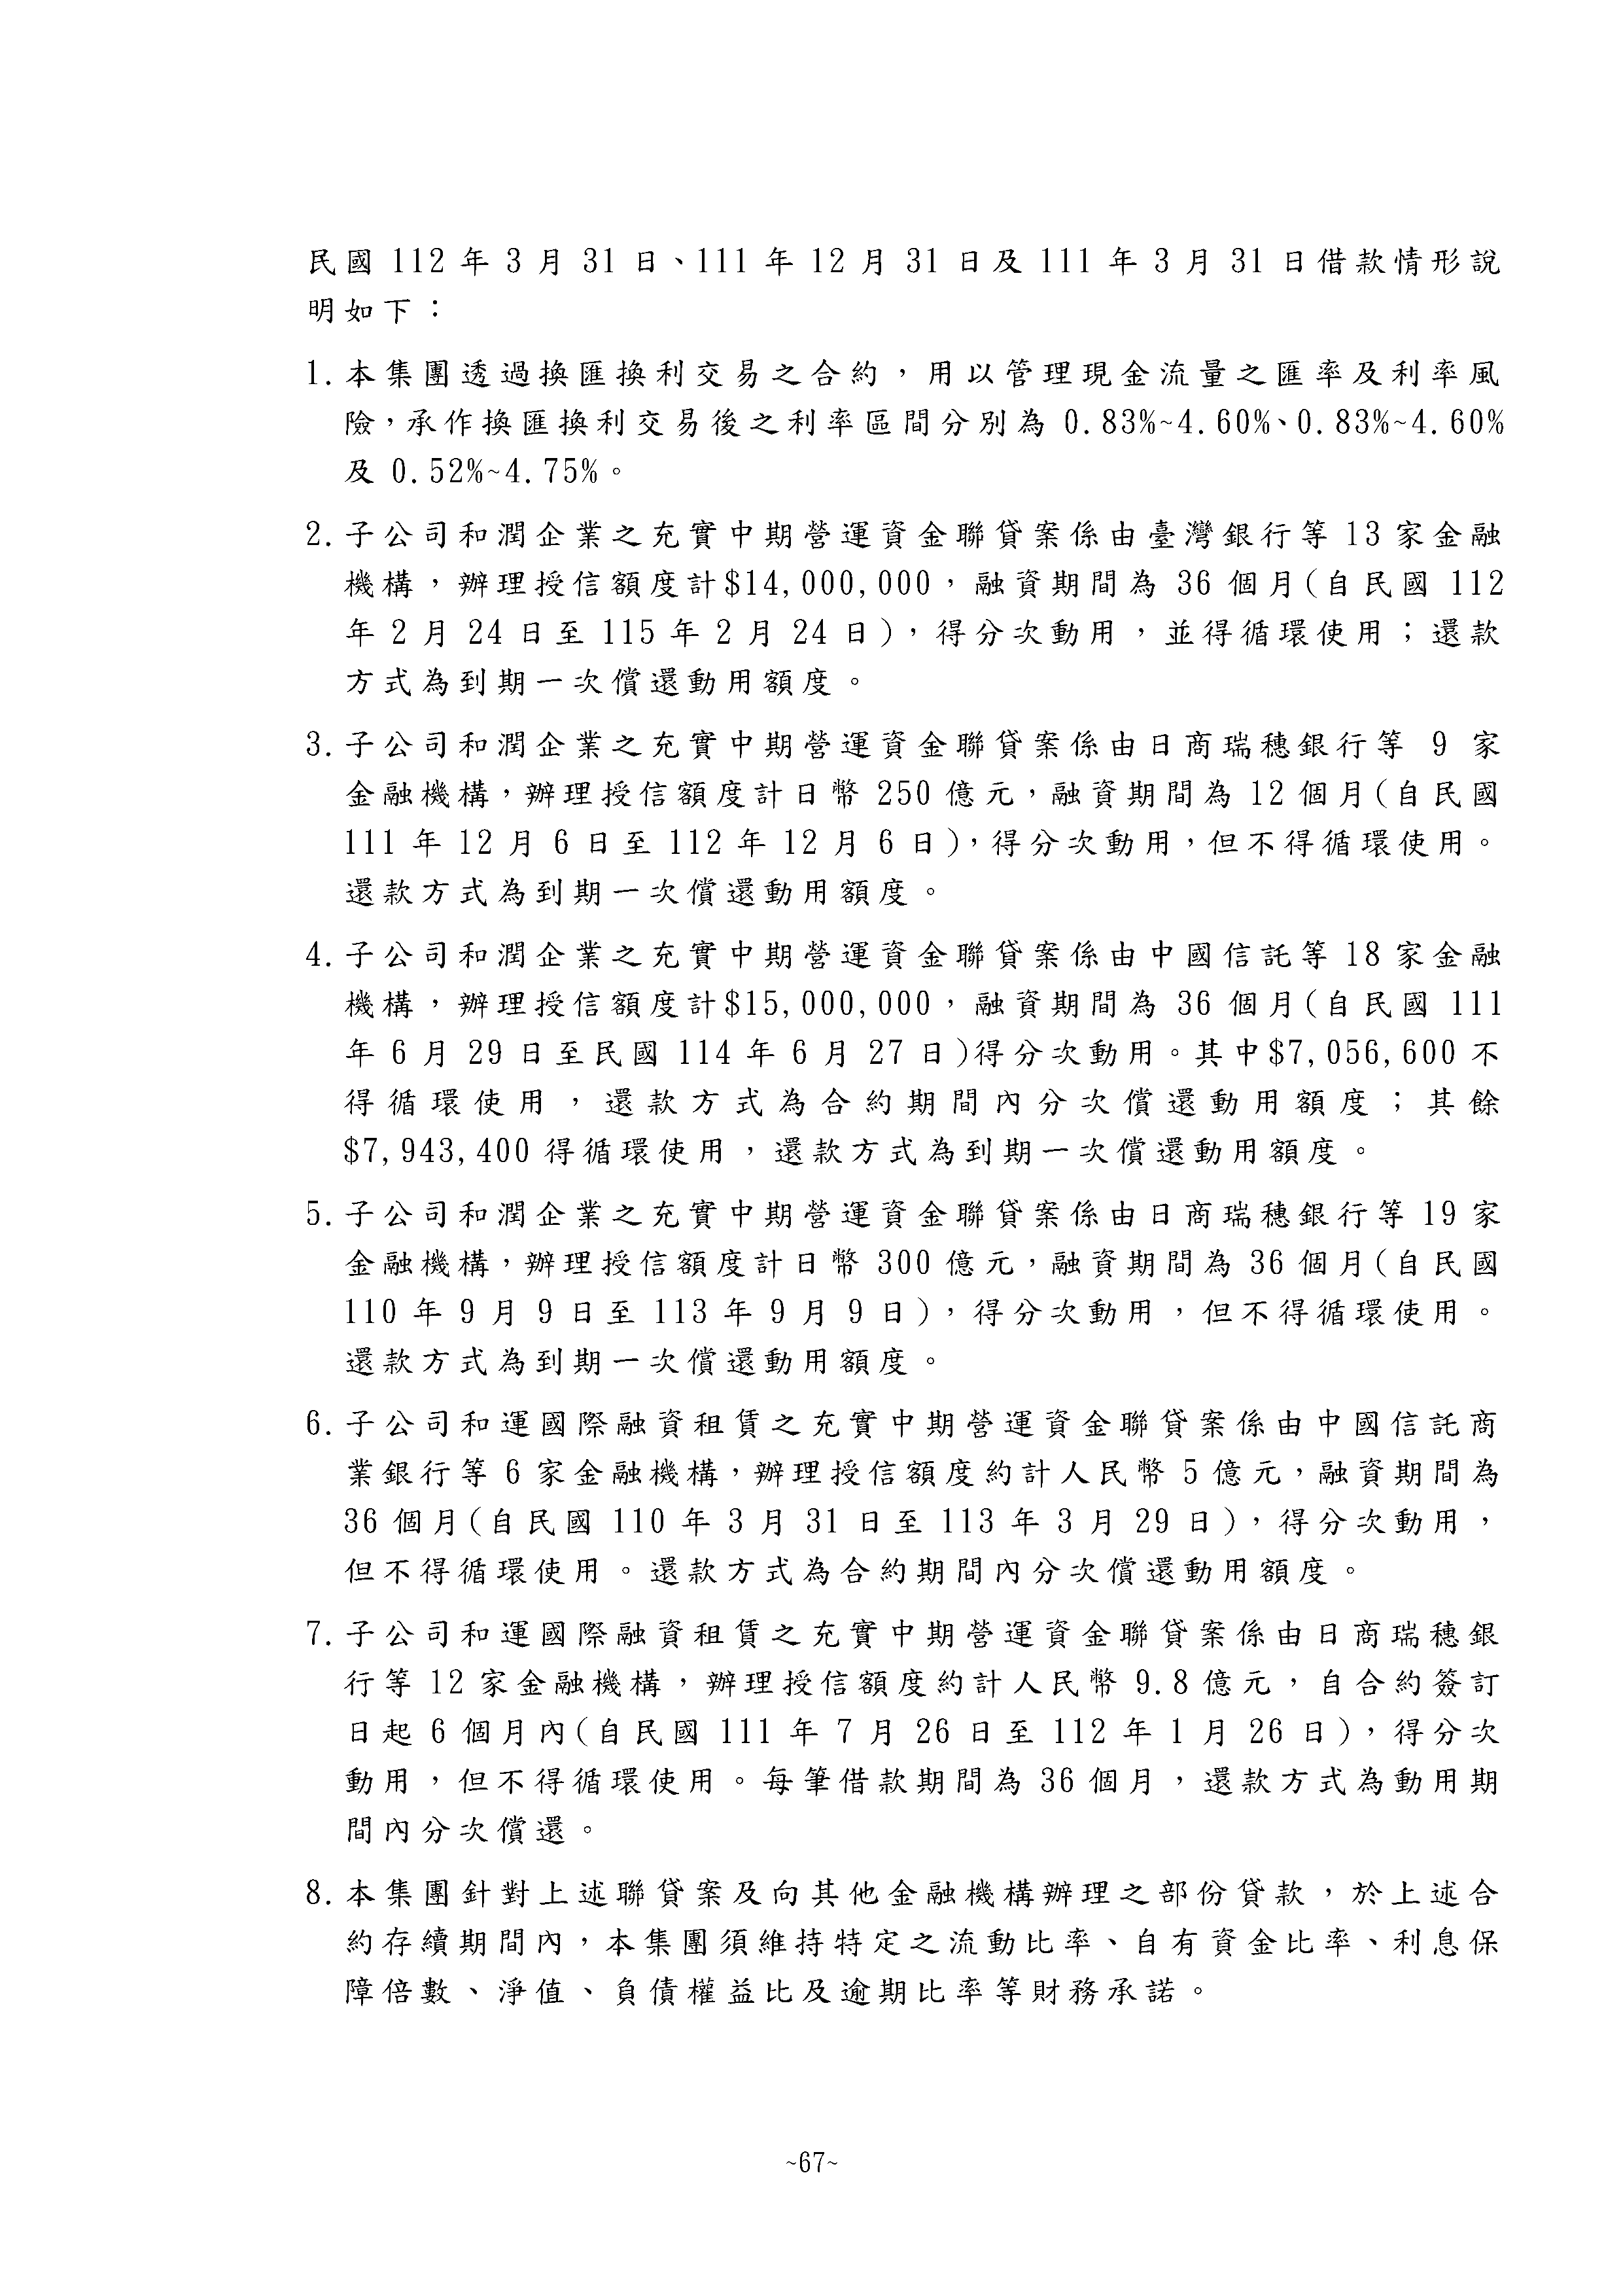 民國 112 年 3 月 31 日、111 年 12 月 31 日及 111 年 3 月 31 日借款情形說
明如下：
1. 本集團透過換匯換利交易之合約，用以管理現金流量之匯率及利率風
險，承作換匯換利交易後之利率區間分別為 0.83%~4.60%、0.83%~4.60%
及 0.52%~4.75%。
2. 子公司和潤企業之充實中期營運資金聯貸案係由臺灣銀行等 13 家金融
機構，辦理授信額度計$14,000,000，融資期間為 36 個月(自民國 112
年 2 月 24 日至 115 年 2 月 24 日)，得分次動用，並得循環使用；還款
方式為到期一次償還動用額度。
3. 子公司和潤企業之充實中期營運資金聯貸案係由日商瑞穗銀行等 9 家
金融機構，辦理授信額度計日幣 250 億元，融資期間為 12 個月(自民國
111 年 12 月 6 日至 112 年 12 月 6 日)，得分次動用，但不得循環使用。
還款方式為到期一次償還動用額度。
4. 子公司和潤企業之充實中期營運資金聯貸案係由中國信託等 18 家金融
機構，辦理授信額度計$15,000,000，融資期間為 36 個月(自民國 111
年 6 月 29 日至民國 114 年 6 月 27 日)得分次動用。其中$7,056,600 不
得循環使用，還款方式為合約期間內分次償還動用額度；其餘
$7,943,400 得循環使用，還款方式為到期一次償還動用額度。
5. 子公司和潤企業之充實中期營運資金聯貸案係由日商瑞穗銀行等 19 家
金融機構，辦理授信額度計日幣 300 億元，融資期間為 36 個月(自民國
110 年 9 月 9 日至 113 年 9 月 9 日)，得分次動用，但不得循環使用。
還款方式為到期一次償還動用額度。
6. 子公司和運國際融資租賃之充實中期營運資金聯貸案係由中國信託商
業銀行等 6 家金融機構，辦理授信額度約計人民幣 5 億元，融資期間為
36 個月(自民國 110 年 3 月 31 日至 113 年 3 月 29 日)，得分次動用，
但不得循環使用。還款方式為合約期間內分次償還動用額度。
7. 子公司和運國際融資租賃之充實中期營運資金聯貸案係由日商瑞穗銀
行等 12 家金融機構，辦理授信額度約計人民幣 9.8 億元，自合約簽訂
日起 6 個月內(自民國 111 年 7 月 26 日至 112 年 1 月 26 日)，得分次
動用，但不得循環使用。每筆借款期間為 36 個月，還款方式為動用期
間內分次償還。
8. 本集團針對上述聯貸案及向其他金融機構辦理之部份貸款，於上述合
約存續期間內，本集團須維持特定之流動比率、自有資金比率、利息保
障倍數、淨值、負債權益比及逾期比率等財務承諾。
~67~